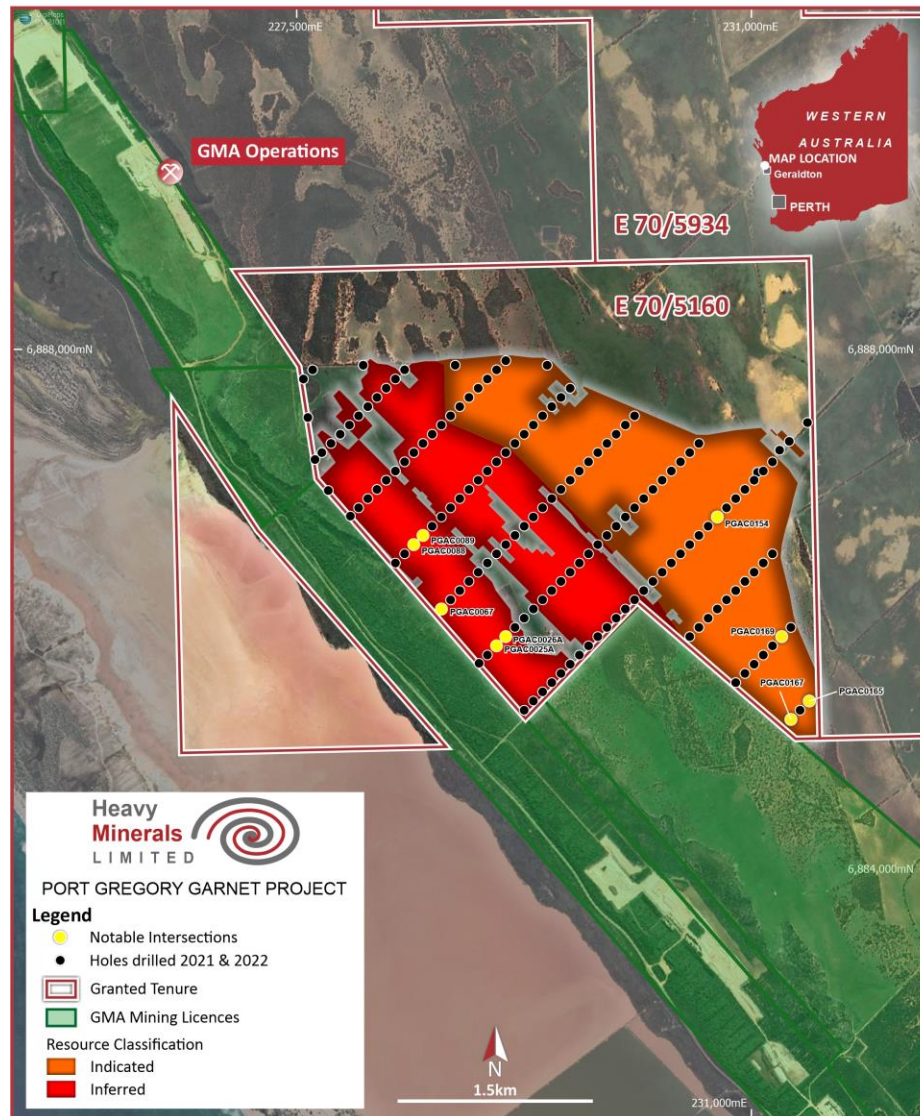 227,500mE
231,000mE
WESTERN
AUSTRALIA
MAP LOCATION
Geraldton
PERTH
GMA Operations
E 70/5934
E 70/5160
6,888,000mN
6,888,000mN
PGAC0154
PGAC0089
PGAC0088
PGAC0067
PGAC0026A
PGAC0025A
PGAC0169
PGAC0167
PGAC0165
6,884,000mN
Heavy
Minerals
LIMITED
PORT GREGORY GARNET PROJECT
Legend
Notable Intersections
Holes drilled 2021 & 2022
Granted Tenure
GMA Mining Licences
Resource Classification
Indicated
Inferred
N
1.5km
231,000mE